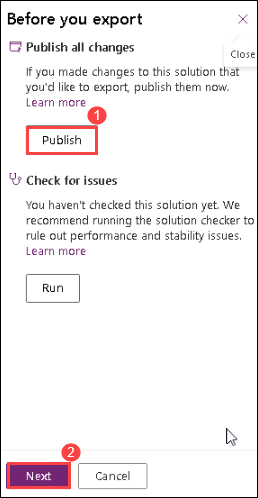 Before you export
Publish all changes
Close
If you made changes to this solution that
you'd like to export, publish them now.
Learn more
1
Publish
Check for issues
You haven't checked this solution yet. We
recommend running the solution checker to
rule out performance and stability issues.
Learn more
Run
2
Next
Cancel